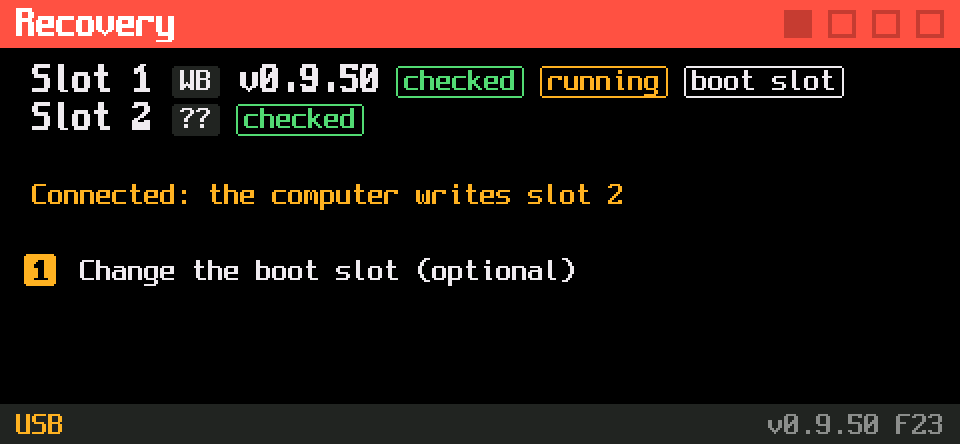 Recovery
Slot 1 WB v0.9.50 checked running boot slot
Slot 2 ?? checked
Connected: the computer writes slot 2
1 Change the boot slot (optional)
USB v0.9.50 F23